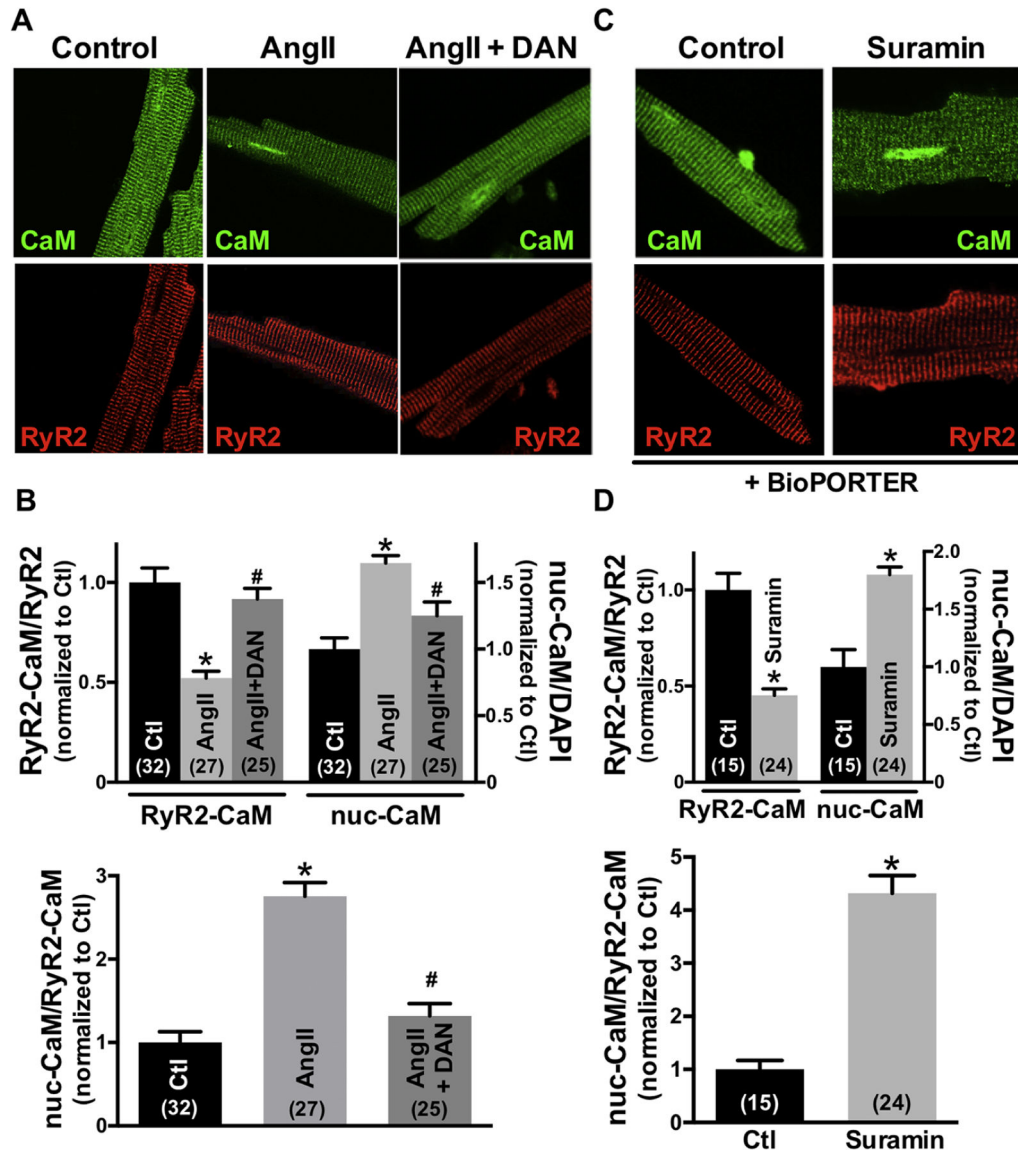 A
Control
AngII
AngII + DAN
CaM
CaM
CaM
RyR2
RyR2
RyR2
C
Control
Suramin
CaM
CaM
RyR2
RyR2
+ BioPORTER
B
RyR2-CaM/RyR2
(normalized to Ctl)
1.0
0.5
0.0
Ctl
(32)
*
AngII
(27)
#
AngII+DAN
(25)
Ctl
(32)
*
AngII
(27)
#
AngII+DAN
(25)
1.5
1.0
0.5
0.0
nuc-CaM/DAPI
(normalized to Ctl)
RyR2-CaM
nuc-CaM
nuc-CaM/RyR2-CaM
(normalized to Ctl)
3
2
1
0
Ctl
(32)
*
AngII
(27)
#
AngII
+ DAN
(25)
D
RyR2-CaM/RyR2
(normalized to Ctl)
1.0
0.5
0.0
Ctl
(15)
* Suramin
(24)
Ctl
(15)
*
Suramin
(24)
2.0
1.5
1.0
0.5
0.0
nuc-CaM/DAPI
(normalized to Ctl)
RyR2-CaM
nuc-CaM
nuc-CaM/RyR2-CaM
(normalized to Ctl)
5
4
3
2
1
0
(15)
*
(24)
Ctl
Suramin